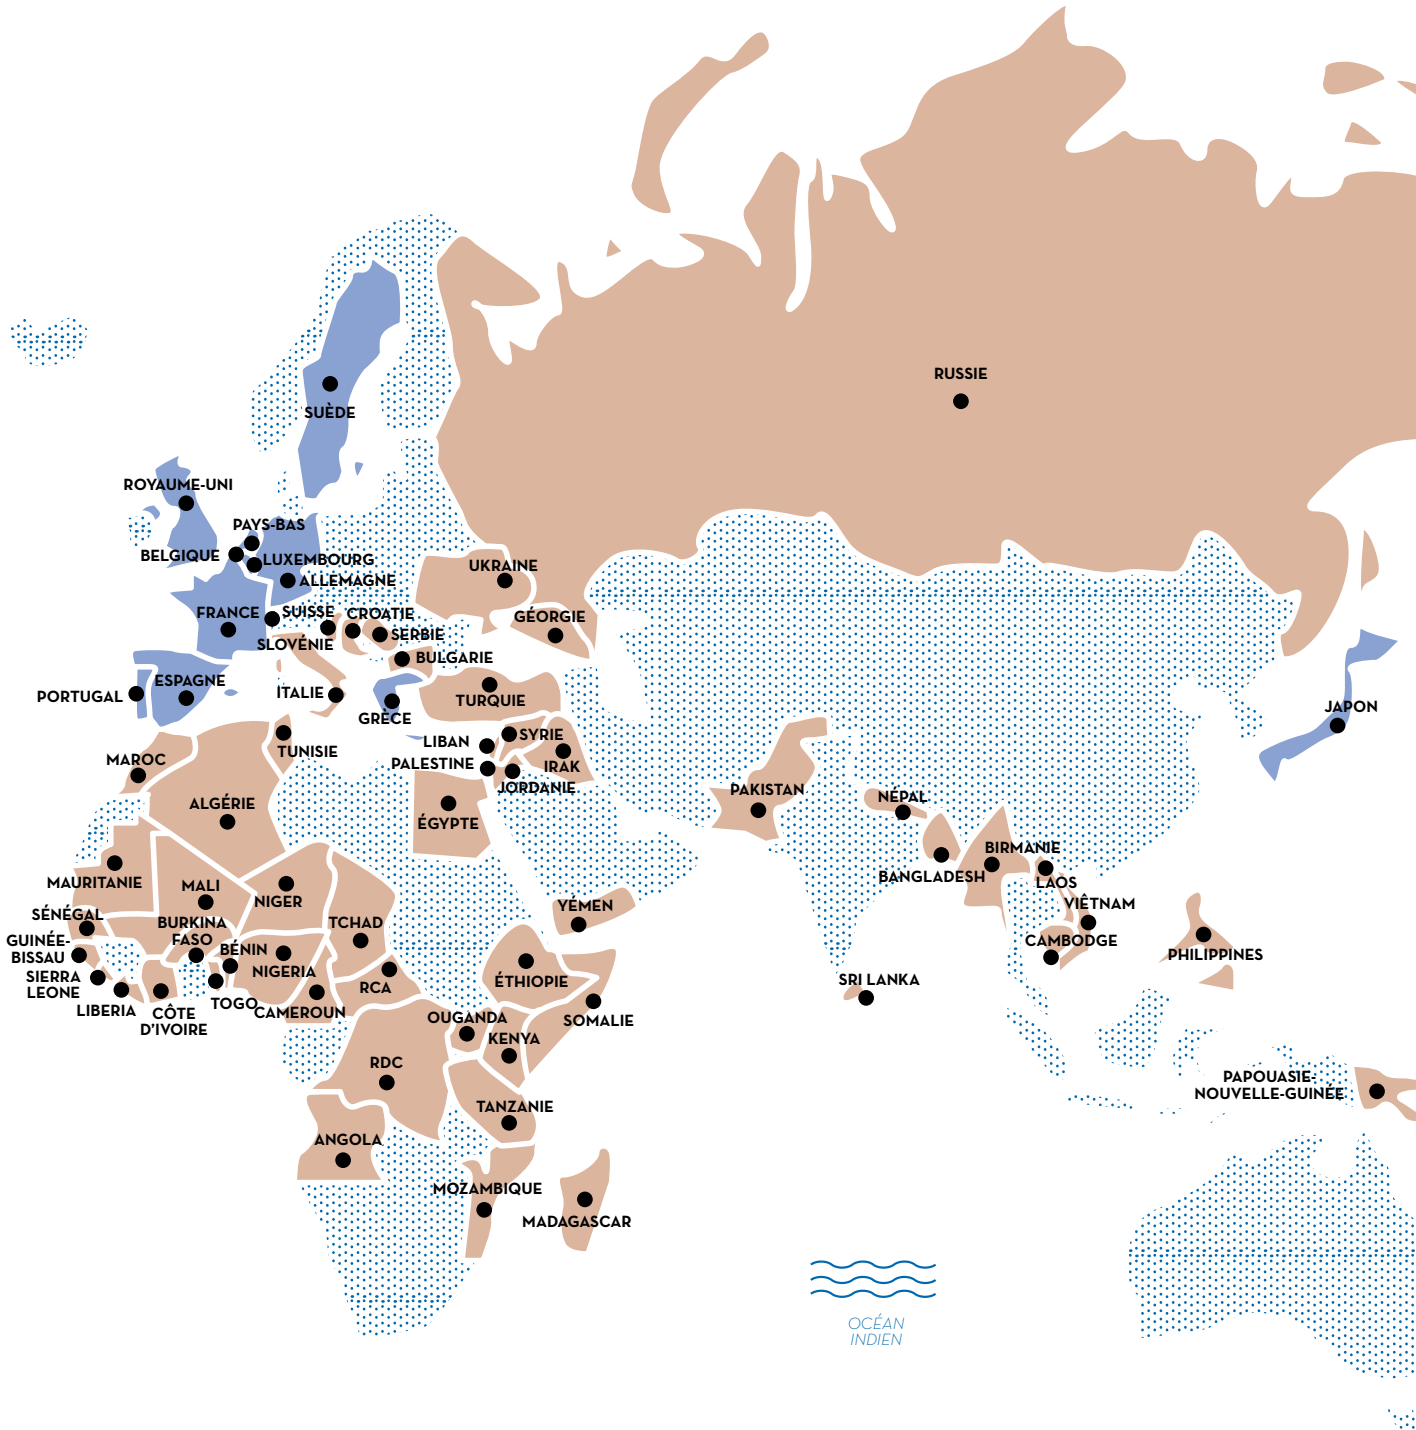 RUSSIE
SUÈDE
ROYAUME-UNI
PAYS-BAS
BELGIQUE
LUXEMBOURG
ALLEMAGNE
UKRAINE
FRANCE
SUISSE
CROATIE
GÉORGIE
SLOVÉNIE
SERBIE
BULGARIE
ESPAGNE
PORTUGAL
ITALIE
TURQUIE
GRÈCE
JAPON
LIBAN
SYRIE
TUNISIE
MAROC
PALESTINE
IRAK
JORDANIE
PAKISTAN
NÉPAL
ALGÉRIE
ÉGYPTE
BIRMANIE
BANGLADESH
LAOS
MAURITANIE
MALI
NIGER
VIÊTNAM
YÉMEN
SÉNÉGAL
BURKINA
FASO
TCHAD
GUINÉE-
BISSAU
BÉNIN
NIGERIA
CAMBODGE
PHILIPPINES
SIERRA
LEONE
RCA
ÉTHIOPIE
SRI LANKA
LIBERIA
CÔTE
D'IVOIRE
TOGO
CAMEROUN
OUGANDA
SOMALIE
KENYA
RDC
PAPOUASIE-
NOUVELLE-GUINÉE
TANZANIE
ANGOLA
MOZAMBIQUE
MADAGASCAR
OCÉAN
INDIEN